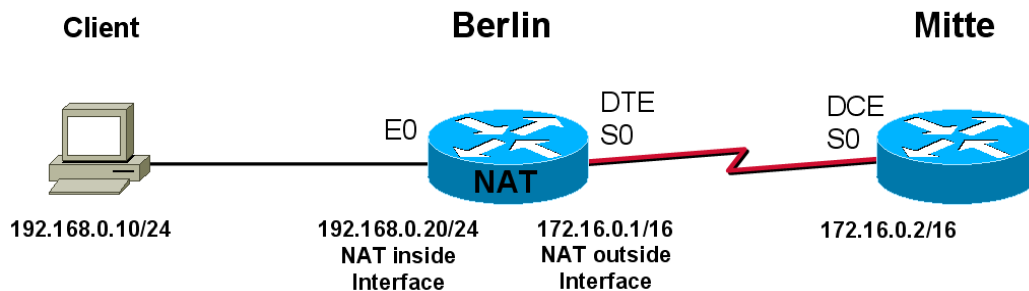 Client
Berlin
Mitte
E0
DTE
S0
DCE
S0
NAT
192.168.0.10/24
192.168.0.20/24
NAT inside
Interface
172.16.0.1/16
NAT outside
Interface
172.16.0.2/16